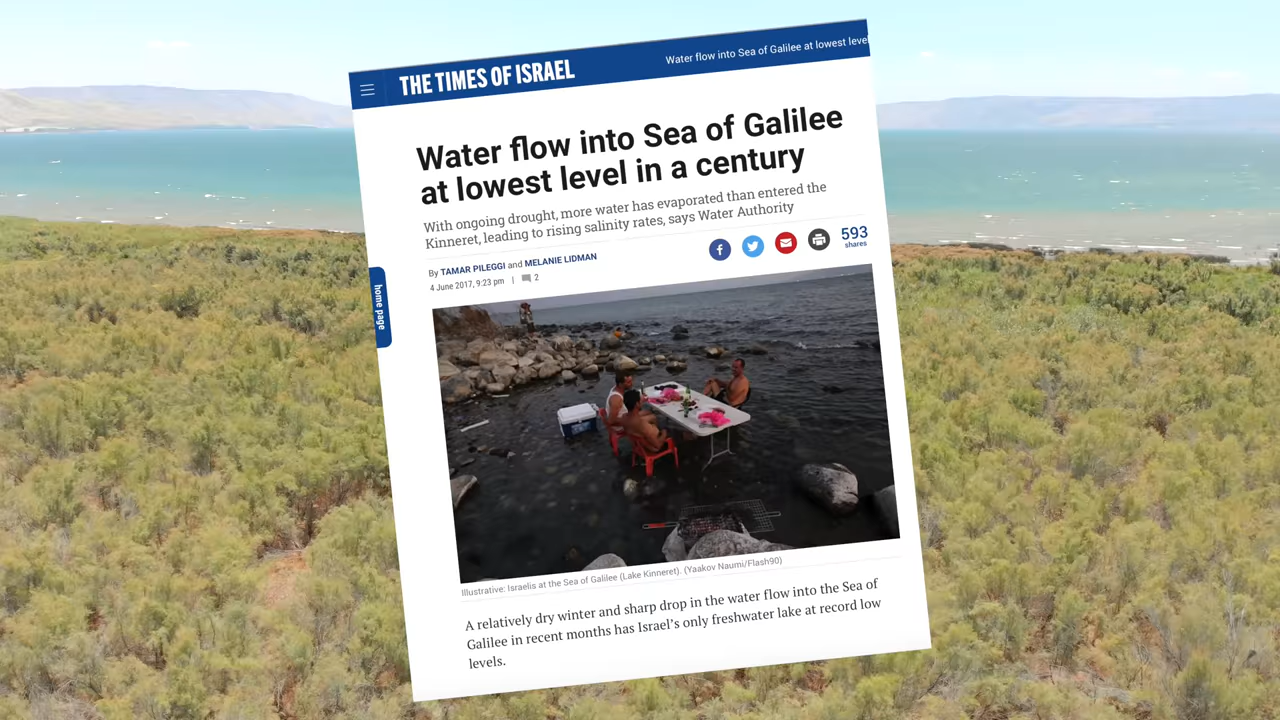 THE TIMES OF ISRAEL
Water flow into Sea of Galilee at lowest level
Water flow into Sea of Galilee
at lowest level in a century
With ongoing drought, more water has evaporated than entered the
Kinneret, leading to rising salinity rates, says Water Authority
By TAMAR PILEGGI and MELANIE LIDMAN
4 June 2017, 9:23 pm | 2
593
shares
home page
Illustrative: Israelis at the Sea of Galilee (Lake Kinneret). (Yaakov Naumi/Flash90)
A relatively dry winter and sharp drop in the water flow into the Sea of
Galilee in recent months has Israel's only freshwater lake at record low
levels.